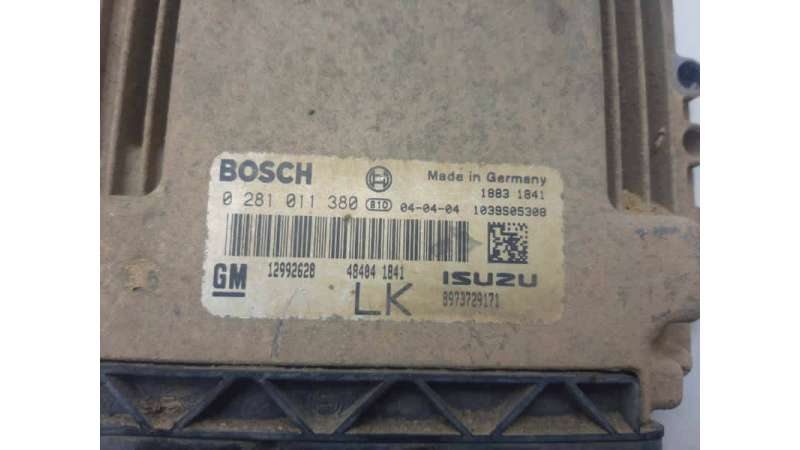 BOSCH Made in Germany
1883 1841
0 281 011 380 810 04-04-04 1039S05308
GM 12992628 48404 1841 ISUZU
LK 8973729171